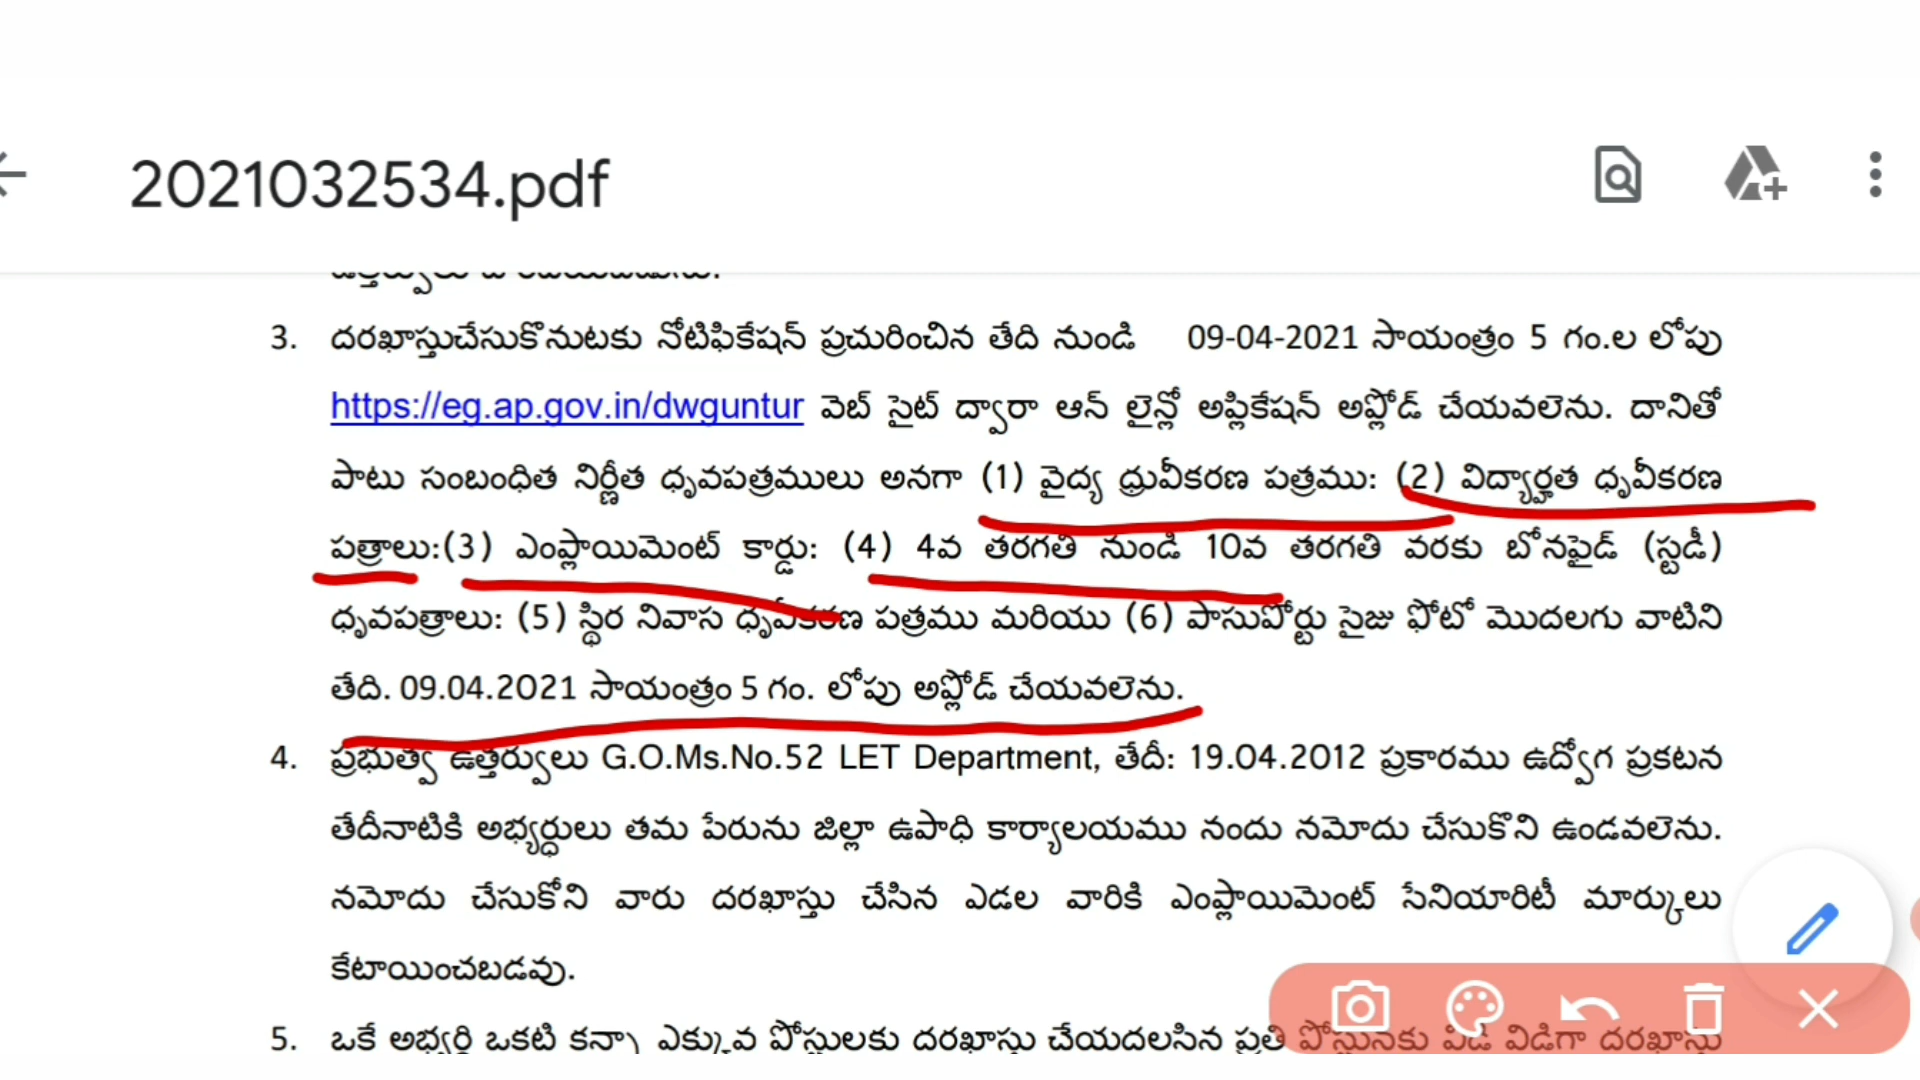 2021032534.pdf
3. దరఖాస్తుచేసుకొనుటకు నోటిఫికేషన్ ప్రచురించిన తేది నుండి 09-04-2021 సాయంత్రం 5 గం.ల లోపు
https://eg.ap.gov.in/dwguntur వెబ్ సైట్ ద్వారా ఆన్ లైన్లో అప్లికేషన్ అప్లోడ్ చేయవలెను. దానితో
పాటు సంబంధిత నిర్ణీత ధృవపత్రములు అనగా (1) వైద్య ధ్రువీకరణ పత్రము: (2) విద్యార్హత ధృవీకరణ
పత్రాలు:(3) ఎంప్లాయిమెంట్ కార్డు: (4) 4వ తరగతి నుండి 10వ తరగతి వరకు బోనఫైడ్ (స్టడీ)
ధృవపత్రాలు: (5) స్థిర నివాస ధృవీకరణ పత్రము మరియు (6) పాసుపోర్టు సైజు ఫోటో మొదలగు వాటిని
తేది. 09.04.2021 సాయంత్రం 5 గం. లోపు అప్లోడ్ చేయవలెను.
4. ప్రభుత్వ ఉత్తర్వులు G.O.Ms.No.52 LET Department, తేదీ: 19.04.2012 ప్రకారము ఉద్యోగ ప్రకటన
తేదీనాటికి అభ్యర్ధులు తమ పేరును జిల్లా ఉపాధి కార్యాలయము నందు నమోదు చేసుకొని ఉండవలెను.
నమోదు చేసుకోని వారు దరఖాస్తు చేసిన ఎడల వారికి ఎంప్లాయిమెంట్ సేనియారిటీ మార్కులు
కేటాయించబడవు.
5. ఒకే అభ్యర్థి ఒకటి కన్నా ఎక్కువ పోస్తులకు దరఖాస్తు చేయదలసిన ప్రతి పోస్తునకు విడి విడిగా దరఖాస్తు